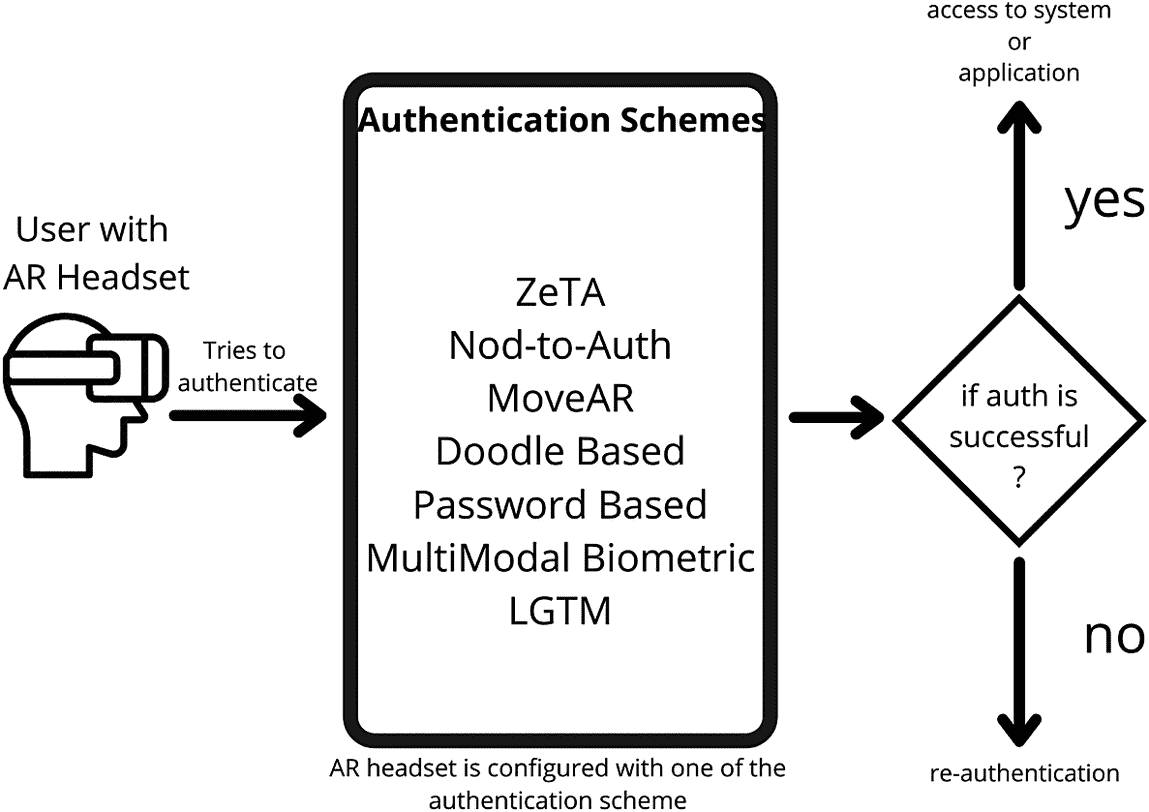 User with
AR Headset
Tries to
authenticate
Authentication Schemes
ZeTA
Nod-to-Auth
MoveAR
Doodle Based
Password Based
MultiModal Biometric
LGTM
AR headset is configured with one of the
authentication scheme
access to system
or
application
yes
if auth is
successful
?
no
re-authentication